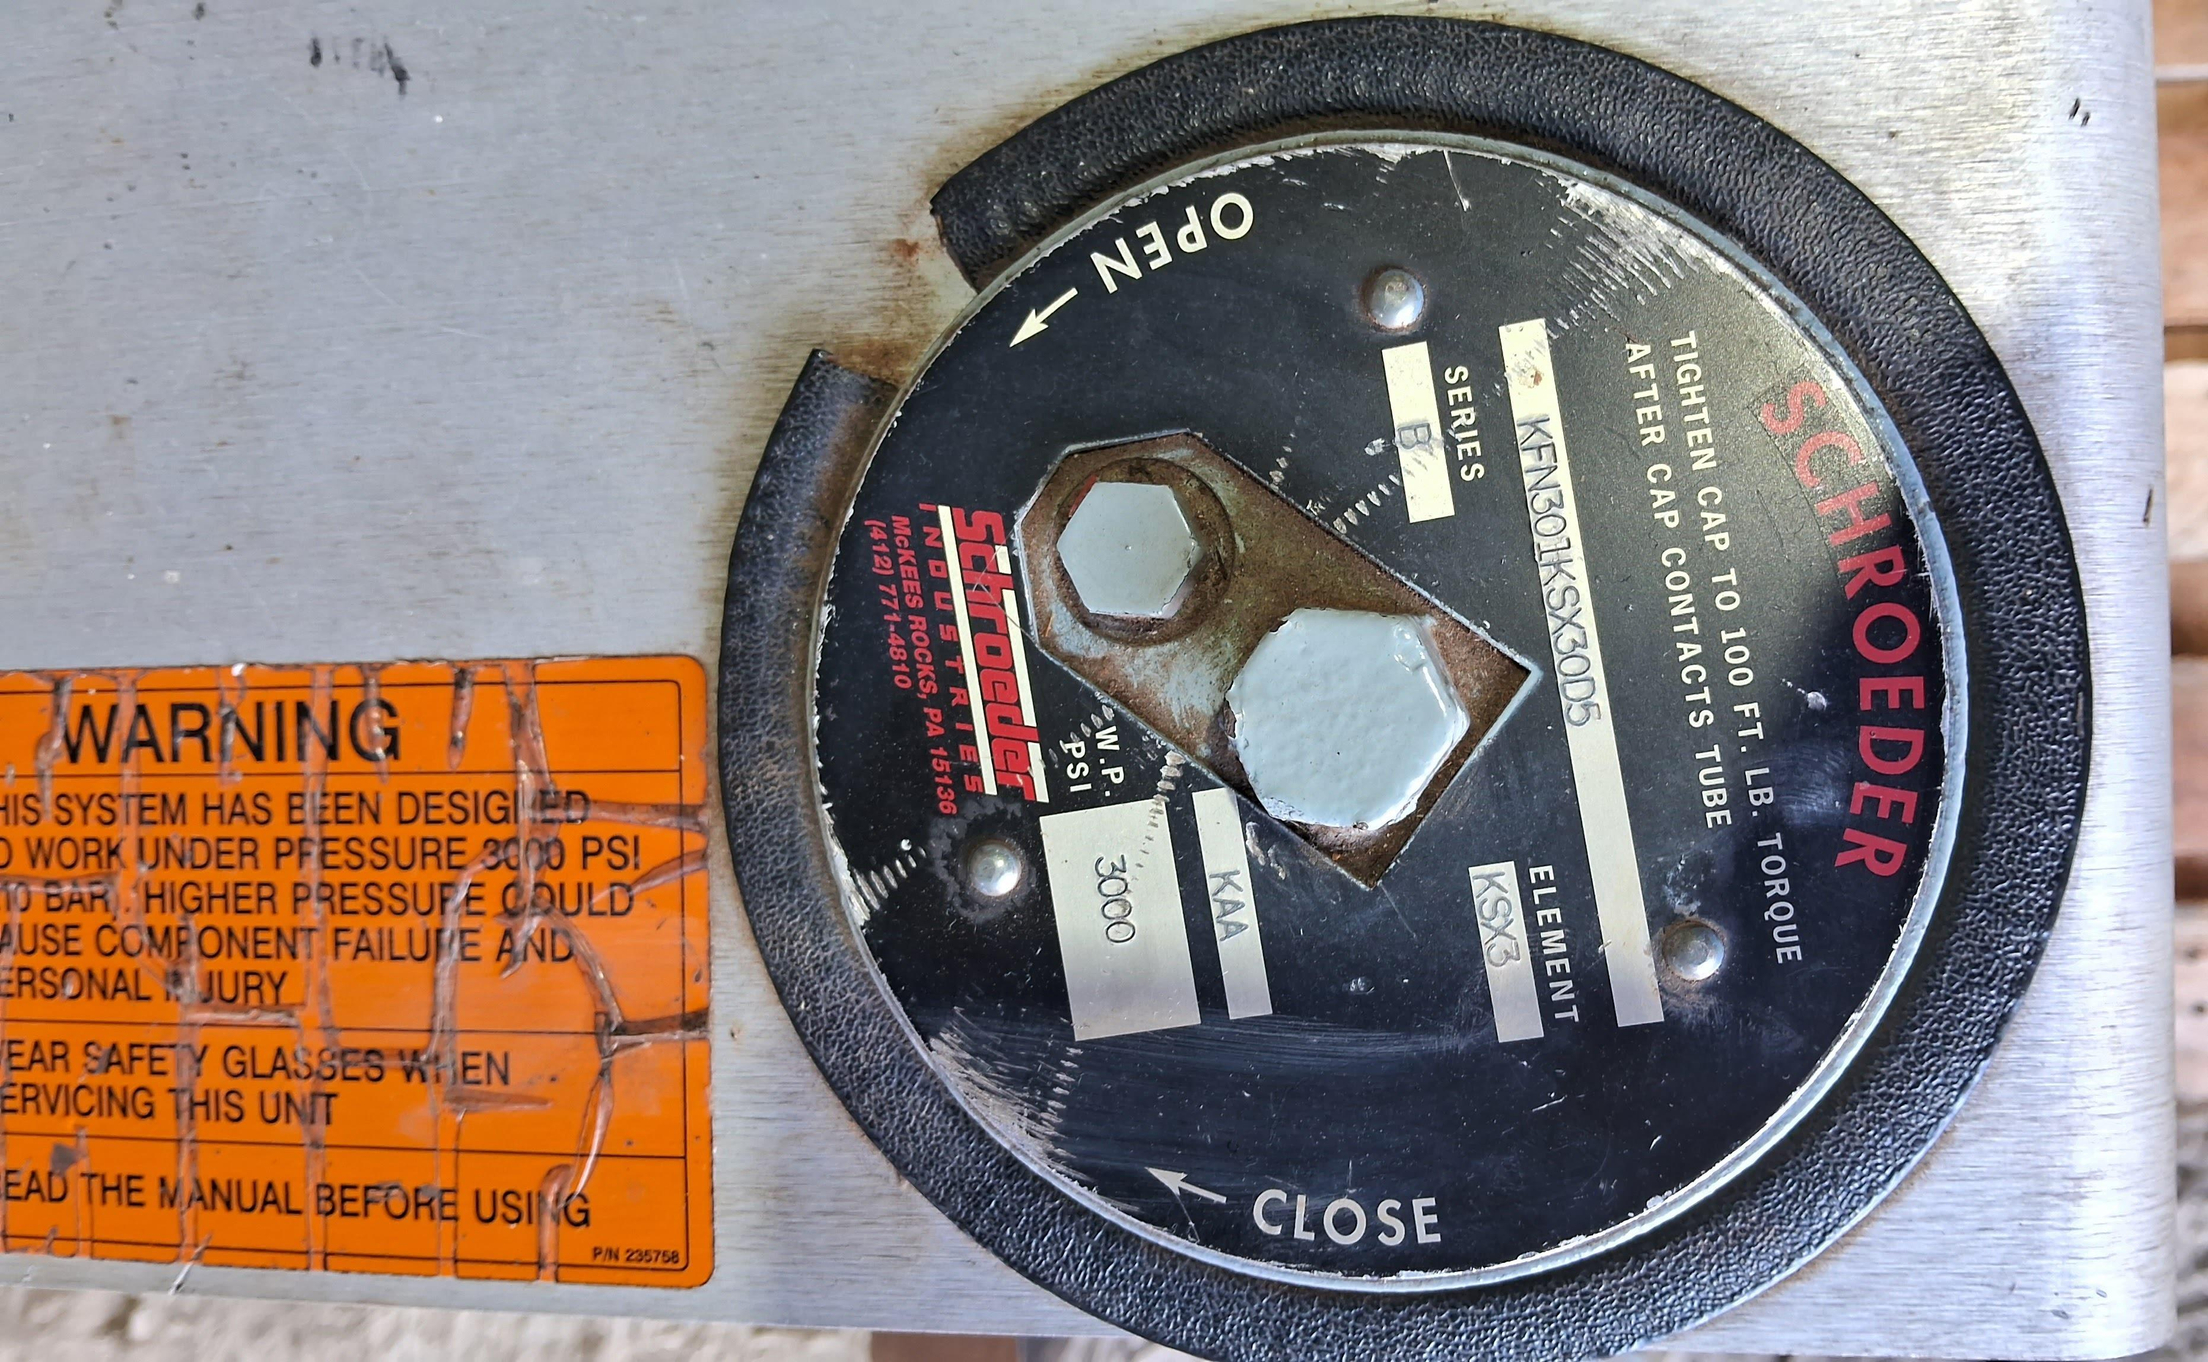 SCHROEDER
TIGHTEN CAP TO 100 FT. LB. TORQUE
AFTER CAP CONTACTS TUBE
KFN301KSX30D5
SERIES
B
ELEMENT
KSX3
KAA
W.P.
PSI
3000
Schroeder
INDUSTRIES
McKEES ROCKS, PA 15136
(412) 771-4810
OPEN
CLOSE
WARNING
HIS SYSTEM HAS BEEN DESIGNED
O WORK UNDER PRESSURE 3000 PSI
10 BAR. HIGHER PRESSURE COULD
AUSE COMPONENT FAILURE AND
ERSONAL INJURY
EAR SAFETY GLASSES WHEN
ERVICING THIS UNIT
EAD THE MANUAL BEFORE USING
P/N 235758